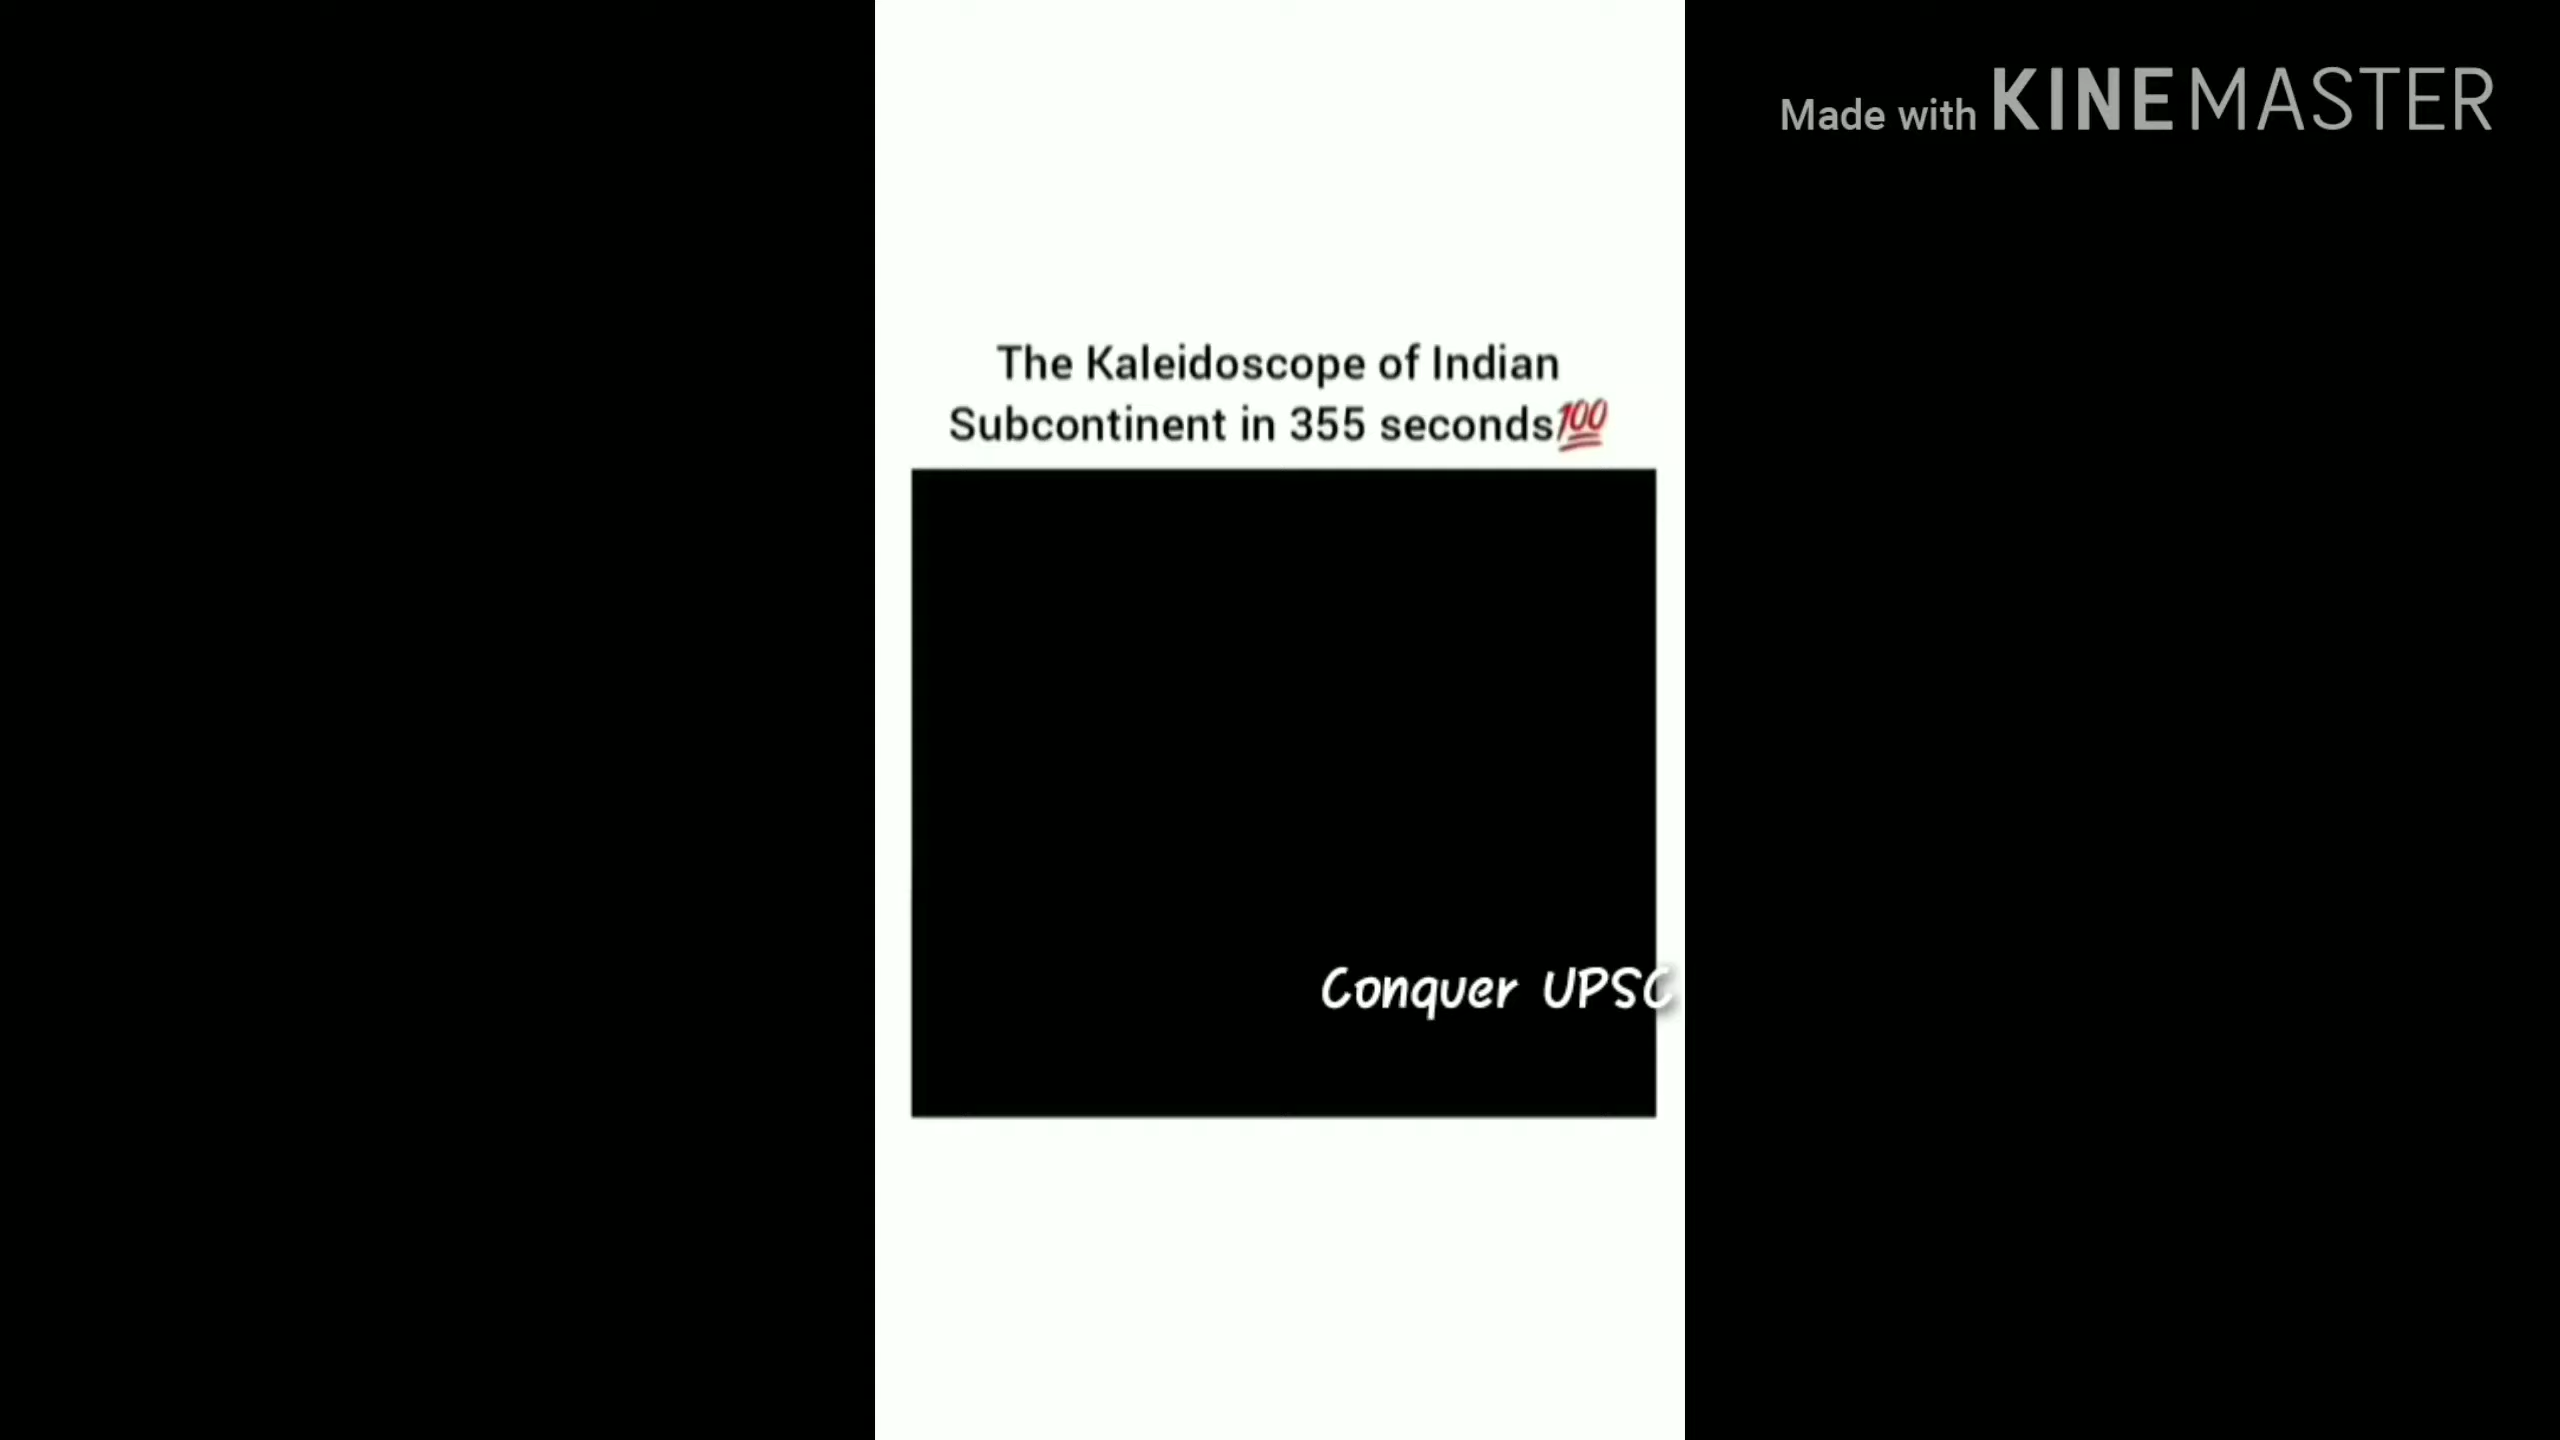 Made with KINEMASTER
The Kaleidoscope of Indian
Subcontinent in 355 seconds💯
Conquer UPSC